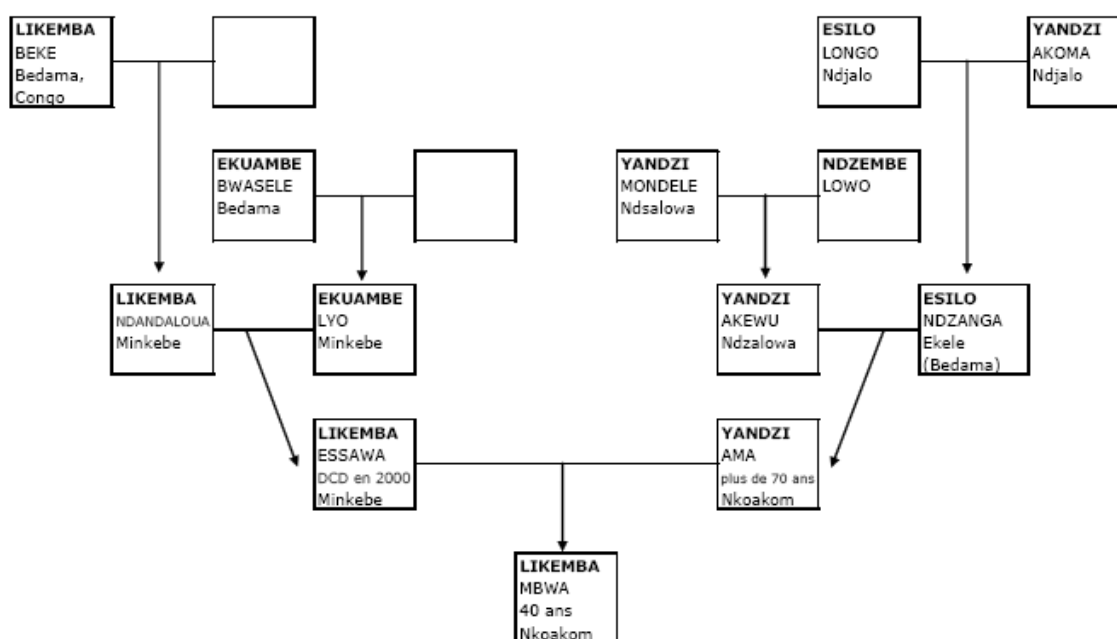 LIKEMBA
BEKE
Bedama,
Congo
ESILO
LONGO
Ndjalo
YANDZI
AKOMA
Ndjalo
EKUAMBE
BWASELE
Bedama
YANDZI
MONDELE
Ndsalowa
NDZEMBE
LOWO
LIKEMBA
NDANDALOUA
Minkebe
EKUAMBE
LYO
Minkebe
YANDZI
AKEWU
Ndzalowa
ESILO
NDZANGA
Ekele
(Bedama)
LIKEMBA
ESSAWA
DCD en 2000
Minkebe
YANDZI
AMA
plus de 70 ans
Nkoakom
LIKEMBA
MBWA
40 ans
Nkoakom